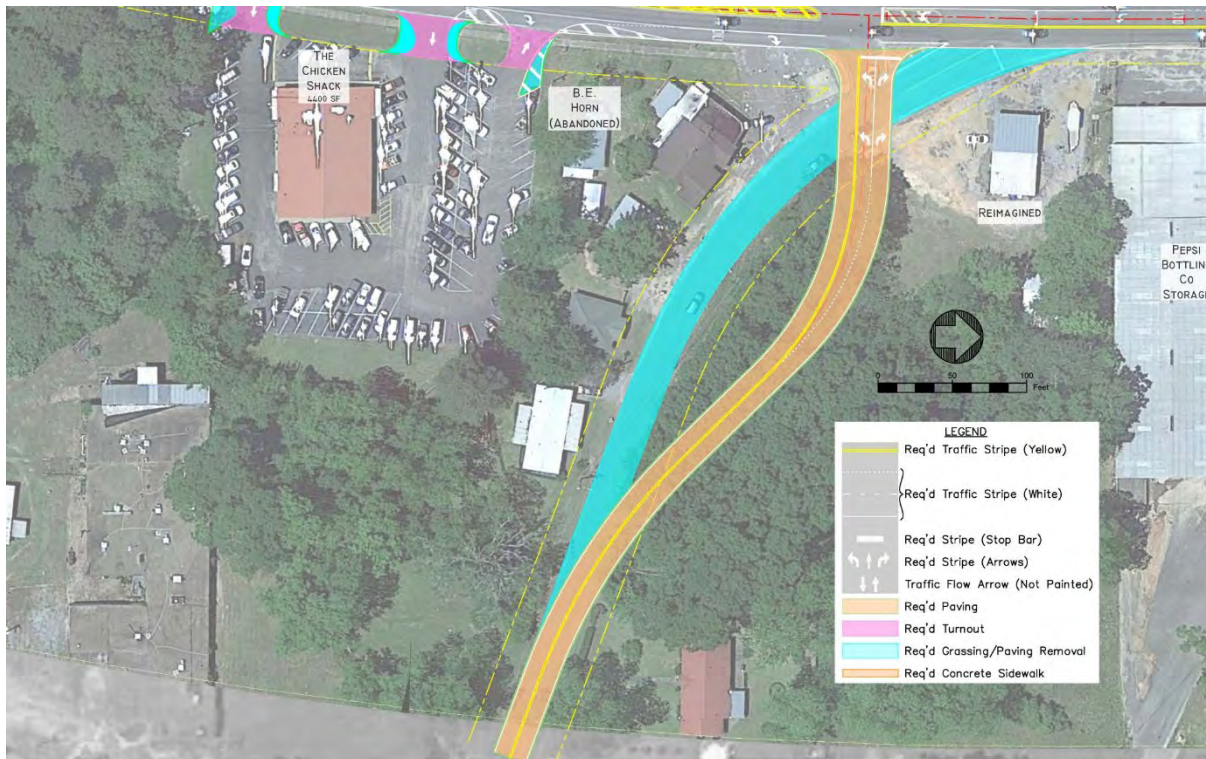 THE
CHICKEN
SHACK
4400 SF
B.E.
HORN
(ABANDONED)
REIMAGINED
PEPSI
BOTTLIN
CO
STORAG
0
50
100
Feet
LEGEND
Req'd Traffic Stripe (Yellow)
Req'd Traffic Stripe (White)
Req'd Stripe (Stop Bar)
Req'd Stripe (Arrows)
Traffic Flow Arrow (Not Painted)
Req'd Paving
Req'd Turnout
Req'd Grassing/Paving Removal
Req'd Concrete Sidewalk